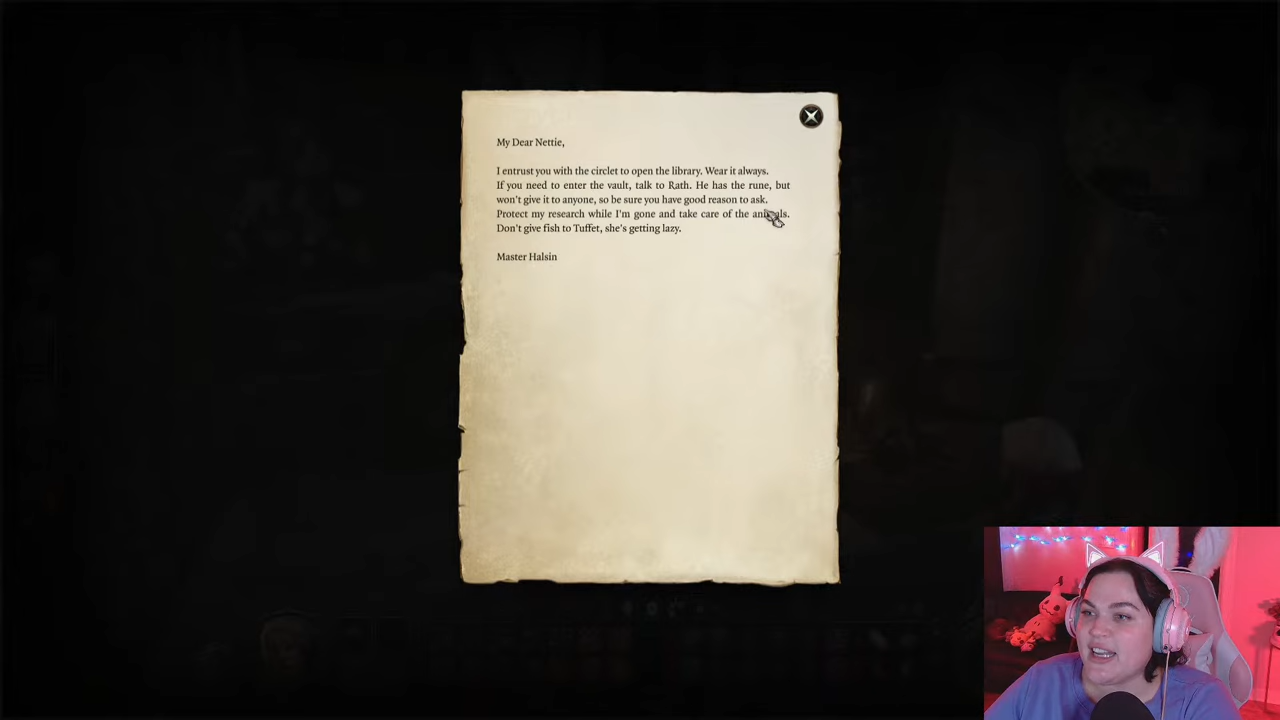 My Dear Nettie,
I entrust you with the circlet to open the library. Wear it always.
If you need to enter the vault, talk to Rath. He has the rune, but
won't give it to anyone, so be sure you have good reason to ask.
Protect my research while I'm gone and take care of the animals.
Don't give fish to Tuffet, she's getting lazy.
Master Halsin